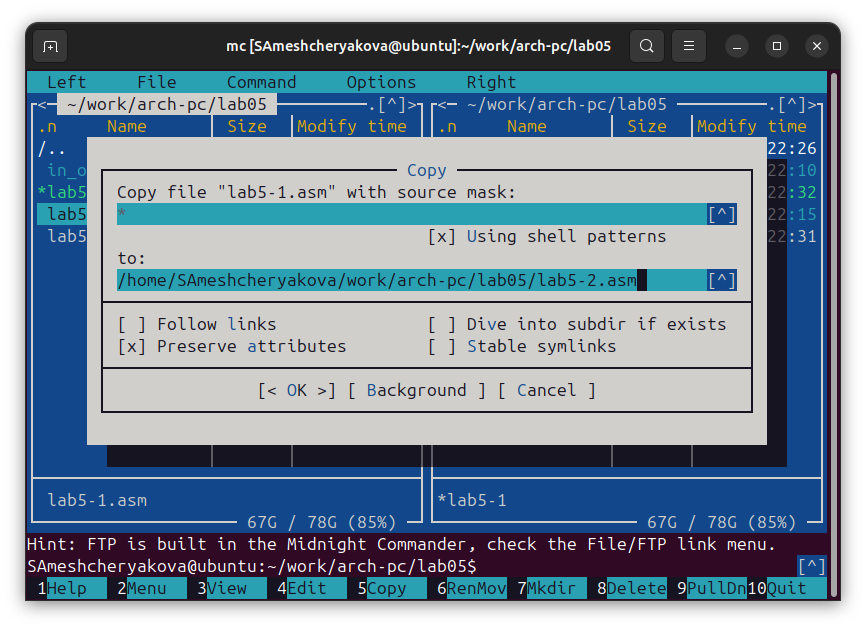 mc [SAmeshcheryakova@ubuntu]:~/work/arch-pc/lab05
Left File Command Options Right
<— ~/work/arch-pc/lab05 .[^]> <— ~/work/arch-pc/lab05 .[^]>
.n Name Size Modify time .n Name Size Modify time
/.. 22:26
in_o 22:10
*lab5 22:32
lab5 22:15
lab5 22:31
Copy
Copy file "lab5-1.asm" with source mask:
* [^]
[x] Using shell patterns
to:
/home/SAmeshcheryakova/work/arch-pc/lab05/lab5-2.asm [^]
[ ] Follow links [ ] Dive into subdir if exists
[x] Preserve attributes [ ] Stable symlinks
[< OK >] [ Background ] [ Cancel ]
lab5-1.asm *lab5-1
67G / 78G (85%) 67G / 78G (85%)
Hint: FTP is built in the Midnight Commander, check the File/FTP link menu.
SAmeshcheryakova@ubuntu:~/work/arch-pc/lab05$ [^]
1Help 2Menu 3View 4Edit 5Copy 6RenMov 7Mkdir 8Delete 9PullDn 10Quit